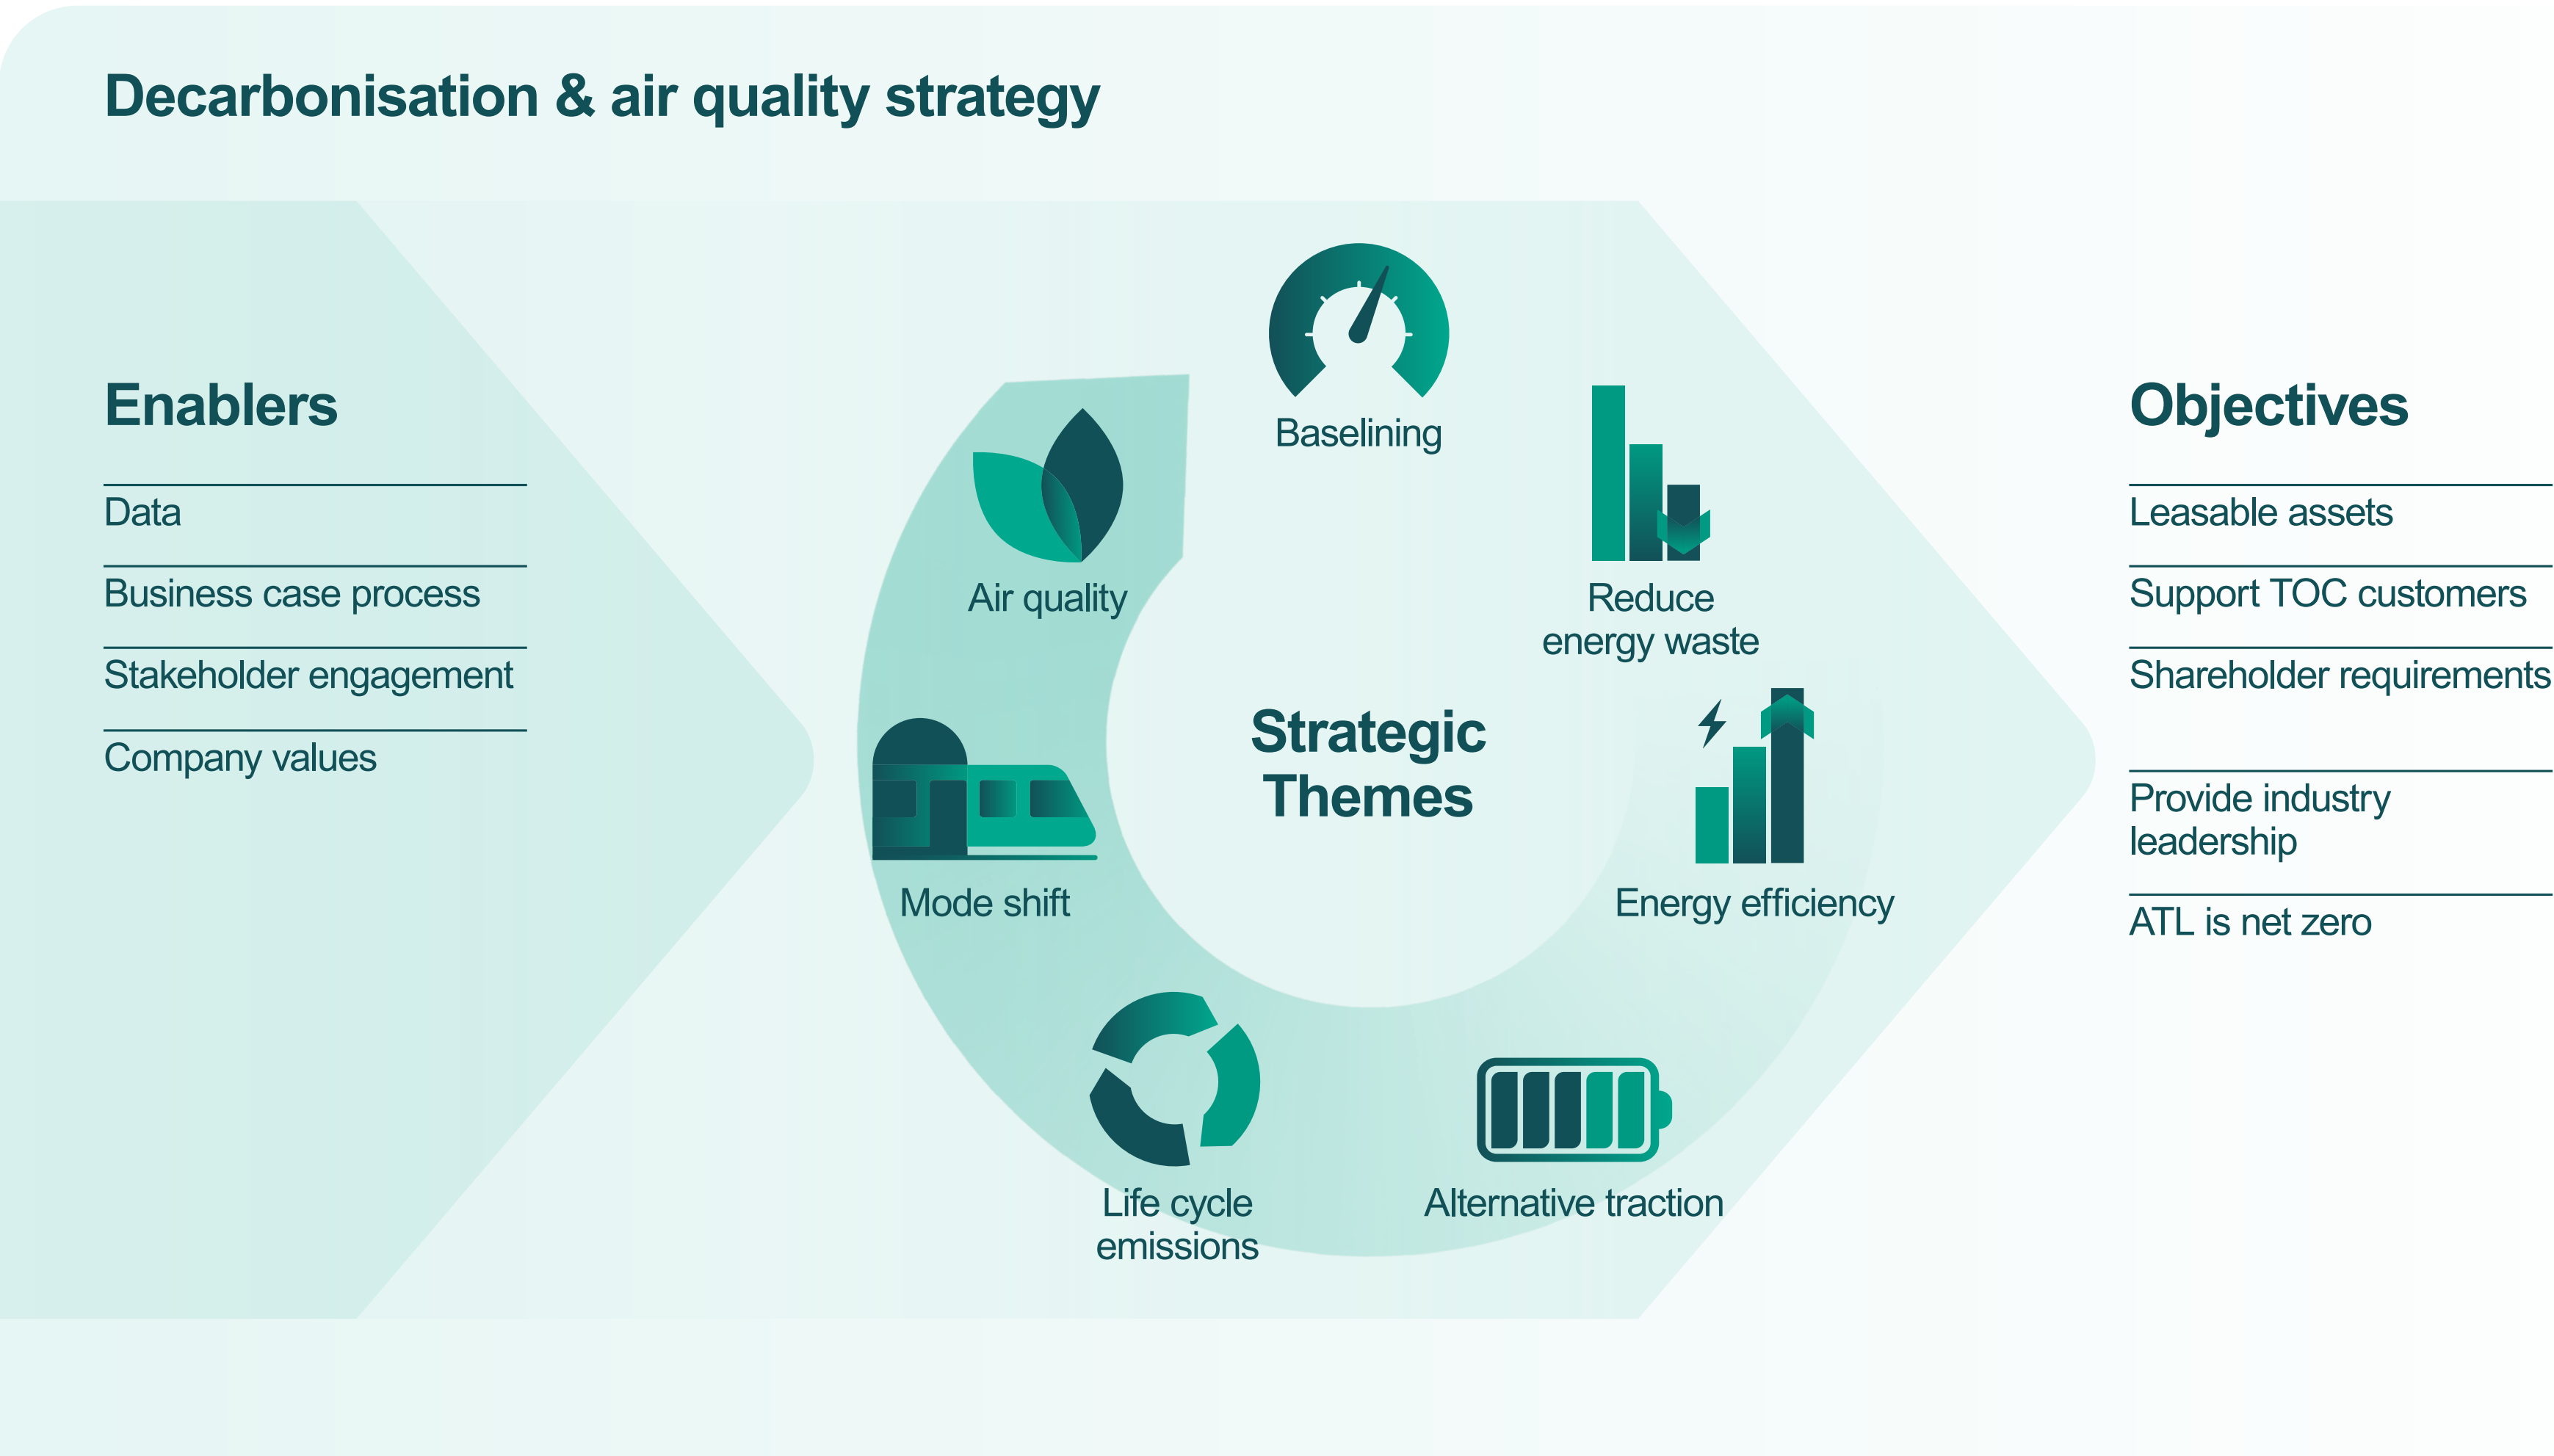 Decarbonisation & air quality strategy
Enablers
Data
Business case process
Stakeholder engagement
Company values
Strategic
Themes
Baselining
Reduce
energy waste
Energy efficiency
Alternative traction
Life cycle
emissions
Mode shift
Air quality
Objectives
Leasable assets
Support TOC customers
Shareholder requirements
Provide industry
leadership
ATL is net zero